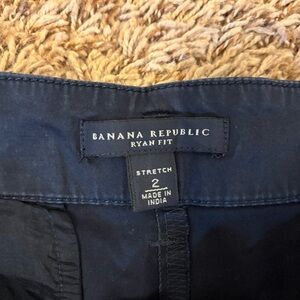 BANANA REPUBLIC
RYAN FIT
STRETCH
2
MADE IN
INDIA